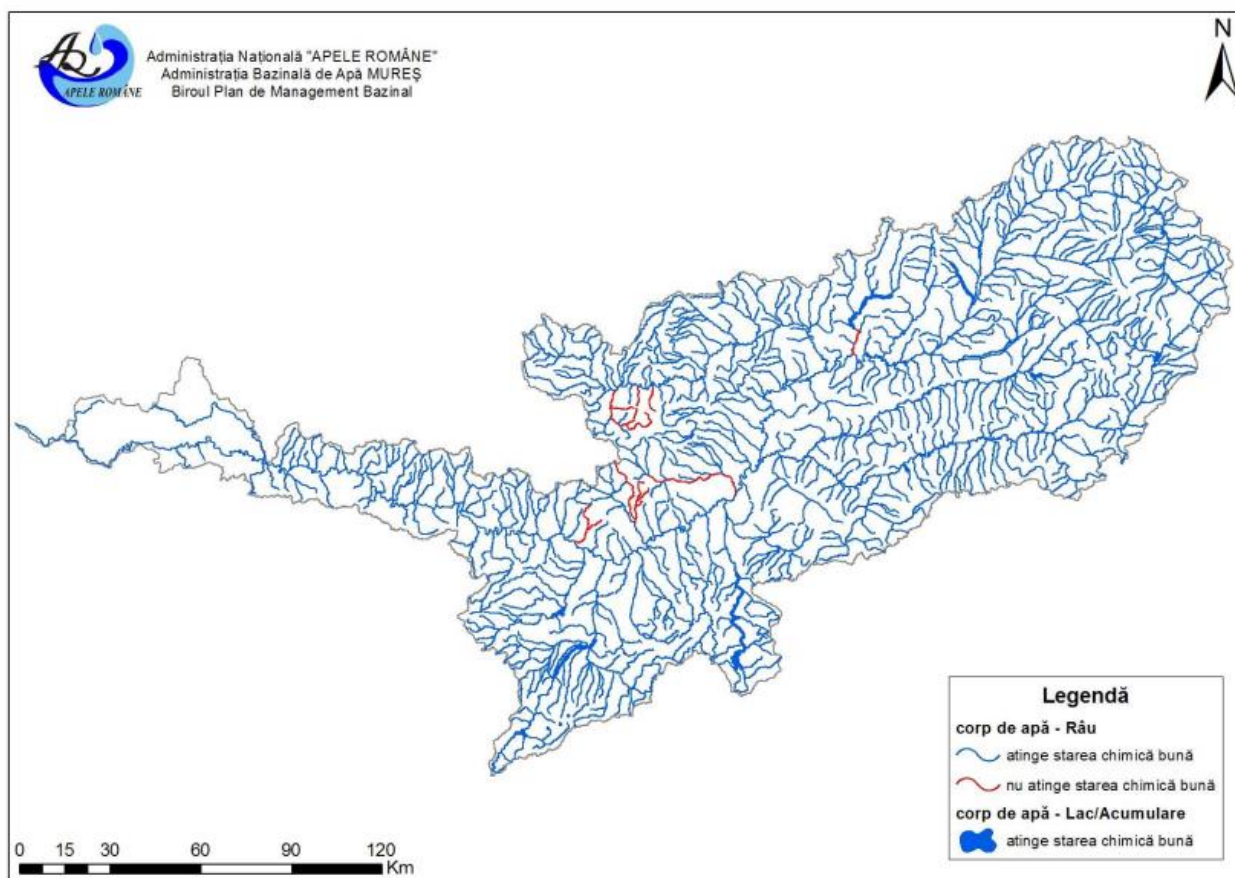 Administrația Națională "APELE ROMÂNE"
Administrația Bazinală de Apă MUREȘ
Biroul Plan de Management Bazinal
APELE ROMÂNE
N
Legendă
corp de apă - Râu
atinge starea chimică bună
nu atinge starea chimică bună
corp de apă - Lac/Acumulare
atinge starea chimică bună
0 15 30 60 90 120
Km